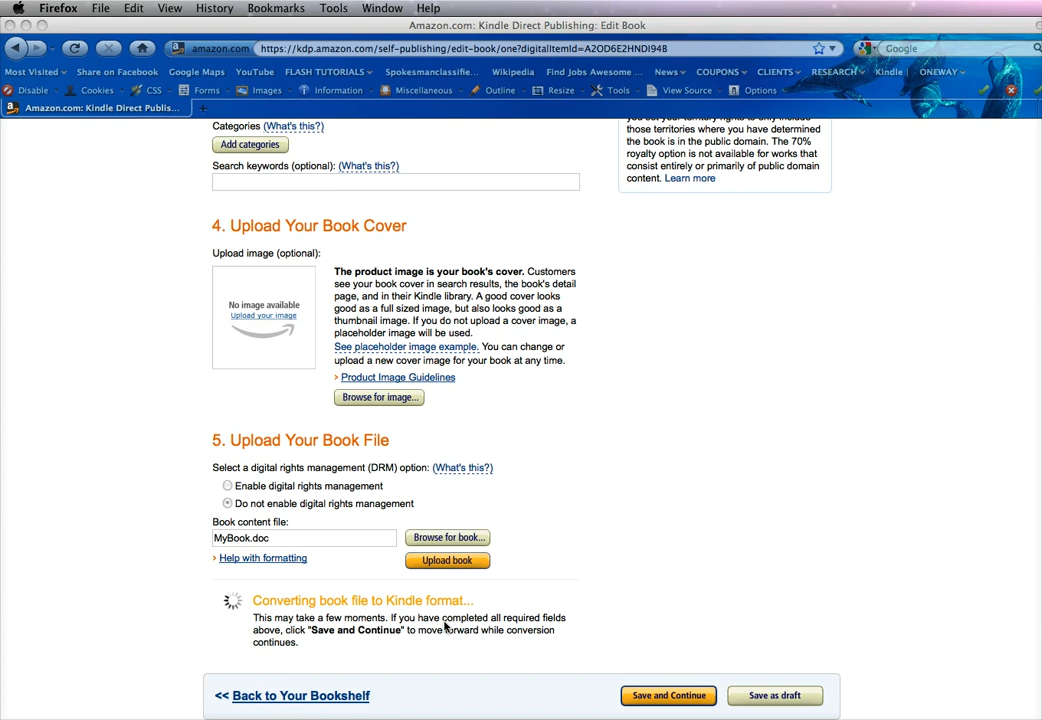 Firefox File Edit View History Bookmarks Tools Window Help
Amazon.com: Kindle Direct Publishing: Edit Book
amazon.com https://kdp.amazon.com/self-publishing/edit-book/one?digitalItemId=A2OD6E2HNDI94B Google
Most Visited Share on Facebook Google Maps YouTube FLASH TUTORIALS Spokesmanclassifie... Wikipedia Find Jobs Awesome ... News COUPONS CLIENTS RESEARCH Kindle ONEWAY
Disable Cookies CSS Forms Images Information Miscellaneous Outline Resize Tools View Source Options
Amazon.com: Kindle Direct Publis...
Categories (What's this?)
Add categories
Search keywords (optional): (What's this?)
those territories where you have determined
the book is in the public domain. The 70%
royalty option is not available for works that
consist entirely or primarily of public domain
content. Learn more
4. Upload Your Book Cover
Upload image (optional):
No image available
Upload your image
The product image is your book's cover. Customers
see your book cover in search results, the book's detail
page, and in their Kindle library. A good cover looks
good as a full sized image, but also looks good as a
thumbnail image. If you do not upload a cover image, a
placeholder image will be used.
See placeholder image example. You can change or
upload a new cover image for your book at any time.
› Product Image Guidelines
Browse for image...
5. Upload Your Book File
Select a digital rights management (DRM) option: (What's this?)
Enable digital rights management
Do not enable digital rights management
Book content file:
MyBook.doc Browse for book...
› Help with formatting Upload book
Converting book file to Kindle format...
This may take a few moments. If you have completed all required fields
above, click "Save and Continue" to move forward while conversion
continues.
<< Back to Your Bookshelf Save and Continue Save as draft